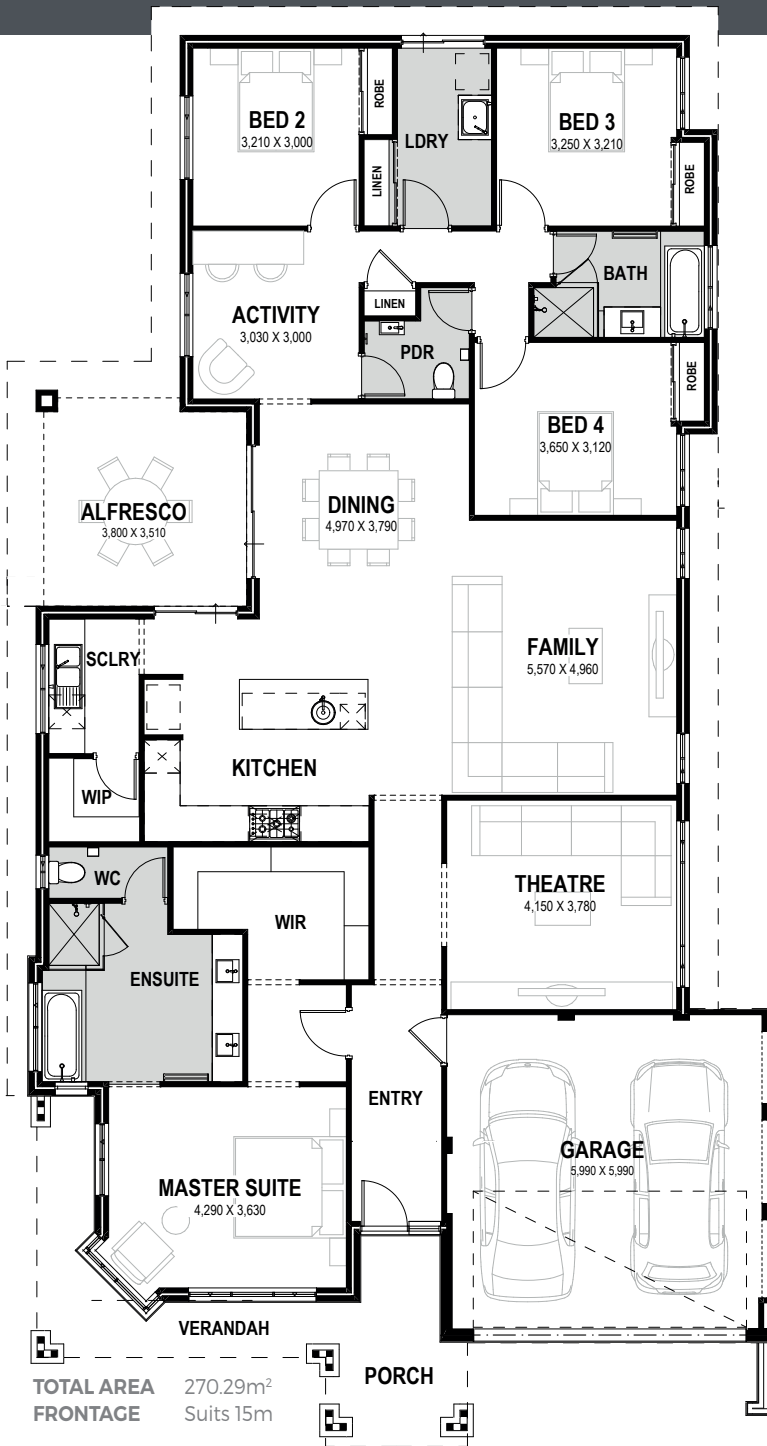 BED 2
3,210 X 3,000
ROBE
LDRY
LINEN
BED 3
3,250 X 3,210
ROBE
ACTIVITY
3,030 X 3,000
LINEN
PDR
BATH
ROBE
BED 4
3,650 X 3,120
ALFRESCO
3,800 X 3,510
DINING
4,970 X 3,790
SCLRY
FAMILY
5,570 X 4,960
KITCHEN
WIP
WC
WIR
THEATRE
4,150 X 3,780
ENSUITE
ENTRY
GARAGE
5,990 X 5,990
MASTER SUITE
4,290 X 3,630
VERANDAH
PORCH
TOTAL AREA 270.29m²
FRONTAGE Suits 15m